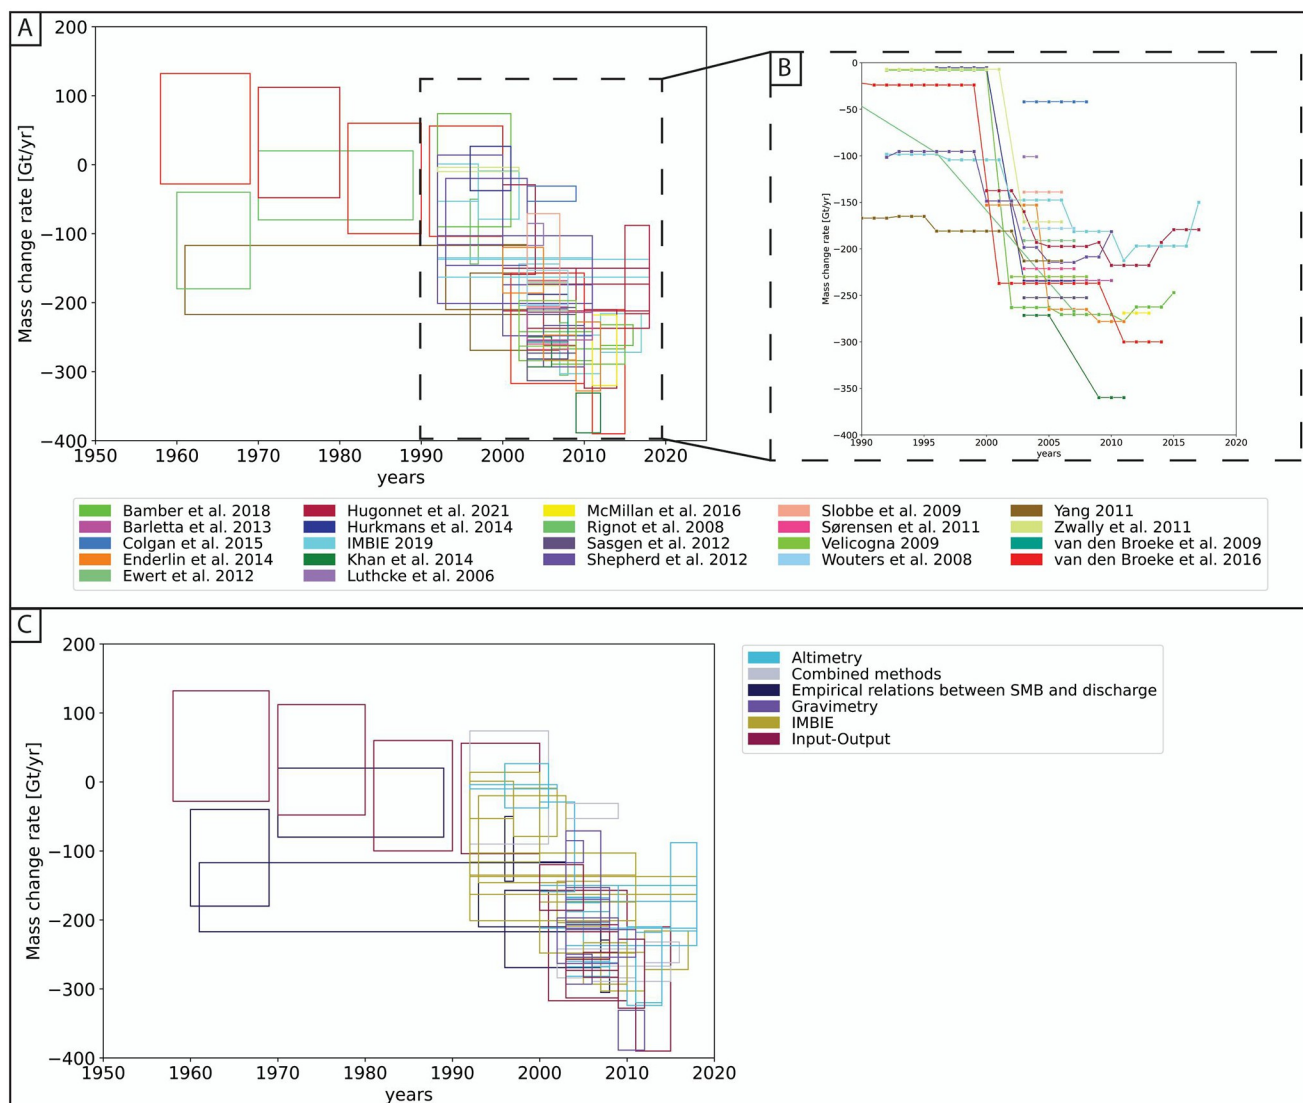 A
200
100
0
−100
−200
−300
−400
Mass change rate [Gt/yr]
1950 1960 1970 1980 1990 2000 2010 2020
years
B
0
−50
−100
−150
−200
−250
−300
−350
−400
Mass change rate [Gt/yr]
1990 1995 2000 2005 2010 2015 2020
years
Bamber et al. 2018
Barletta et al. 2013
Colgan et al. 2015
Enderlin et al. 2014
Ewert et al. 2012
Hugonnet et al. 2021
Hurkmans et al. 2014
IMBIE 2019
Khan et al. 2014
Luthcke et al. 2006
McMillan et al. 2016
Rignot et al. 2008
Sasgen et al. 2012
Shepherd et al. 2012
Slobbe et al. 2009
Sørensen et al. 2011
Velicogna 2009
Wouters et al. 2008
Yang 2011
Zwally et al. 2011
van den Broeke et al. 2009
van den Broeke et al. 2016
C
200
100
0
−100
−200
−300
−400
Mass change rate [Gt/yr]
1950 1960 1970 1980 1990 2000 2010 2020
years
Altimetry
Combined methods
Empirical relations between SMB and discharge
Gravimetry
IMBIE
Input-Output